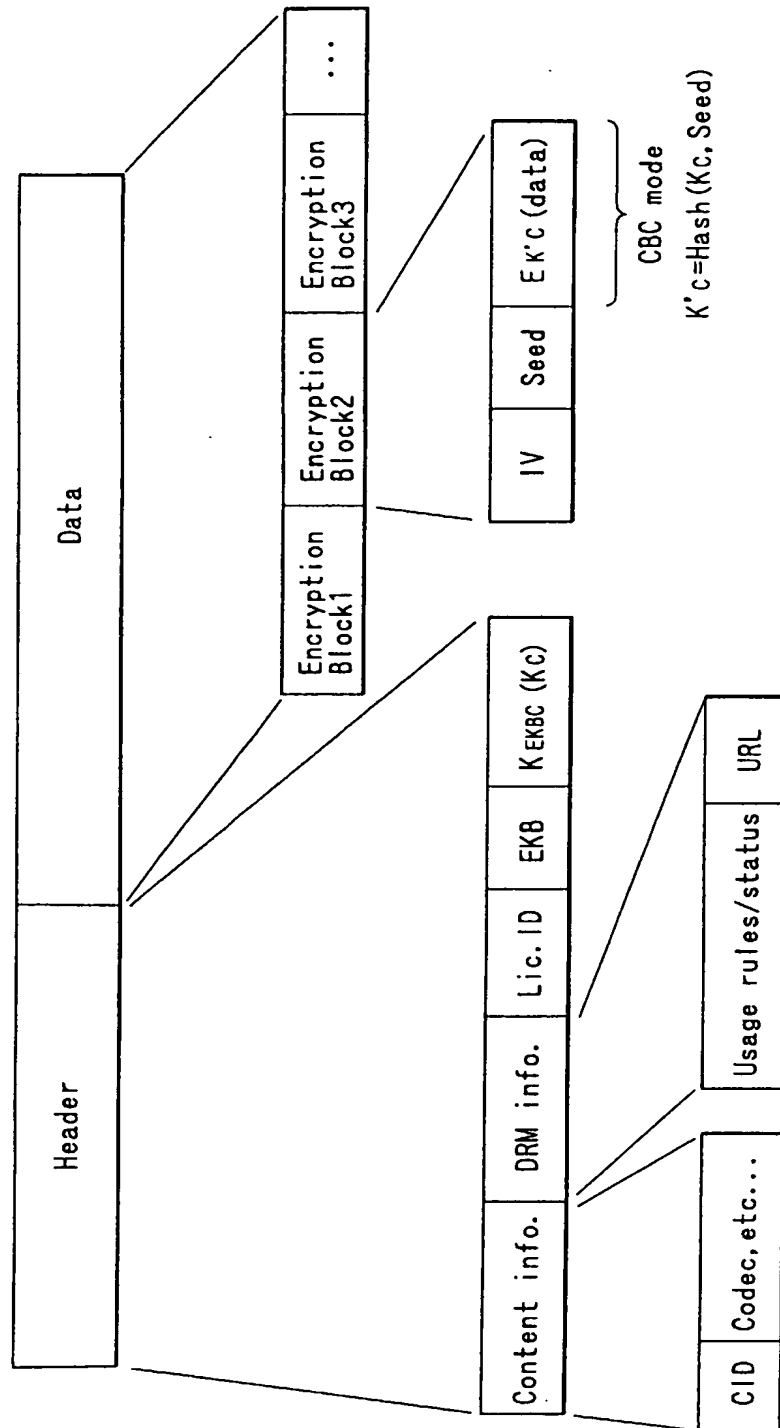 Header
Data
Encryption
Block1
Encryption
Block2
Encryption
Block3
...
Content info.
DRM info.
Lic.ID
EKB
KEKBC (Kc)
IV
Seed
EK'C (data)
CBC mode
K'c=Hash(Kc, Seed)
CID
Codec, etc...
Usage rules/status
URL